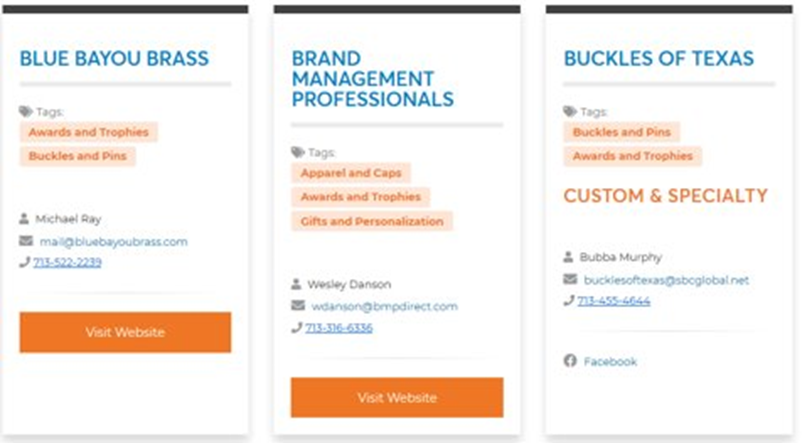 BLUE BAYOU BRASS
Tags:
Awards and Trophies
Buckles and Pins
Michael Ray
mail@bluebayoubrass.com
713-522-2239
Visit Website
BRAND
MANAGEMENT
PROFESSIONALS
Tags:
Apparel and Caps
Awards and Trophies
Gifts and Personalization
Wesley Danson
wdanson@bmpdirect.com
713-316-6336
Visit Website
BUCKLES OF TEXAS
Tags:
Buckles and Pins
Awards and Trophies
CUSTOM & SPECIALTY
Bubba Murphy
bucklesoftexas@sbcglobal.net
713-455-4644
Facebook